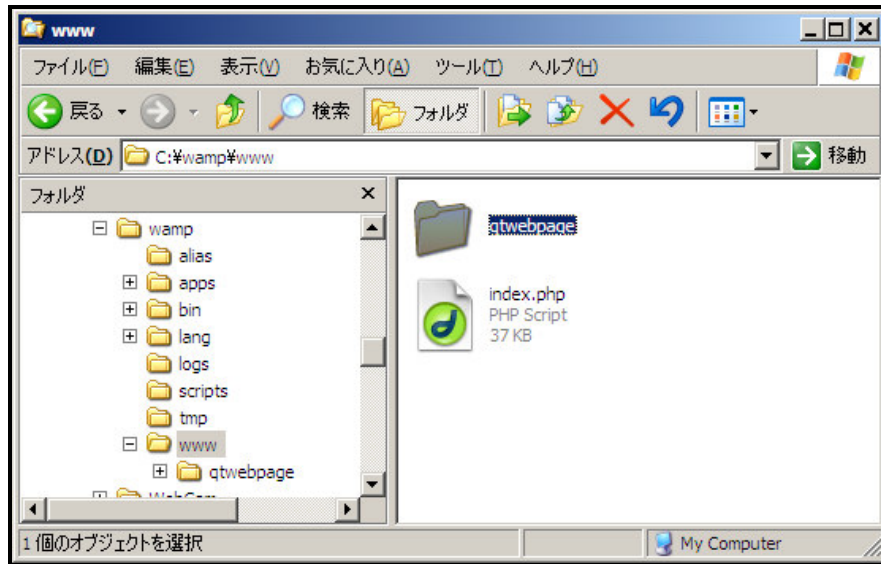 www
ファイル(F) 編集(E) 表示(V) お気に入り(A) ツール(T) ヘルプ(H)
戻る 検索 フォルダ
アドレス(D) C:¥wamp¥www 移動
フォルダ
wamp
alias
apps
bin
lang
logs
scripts
tmp
www
qtwebpage
WebCam
qtwebpage
index.php
PHP Script
37 KB
1 個のオブジェクトを選択
My Computer